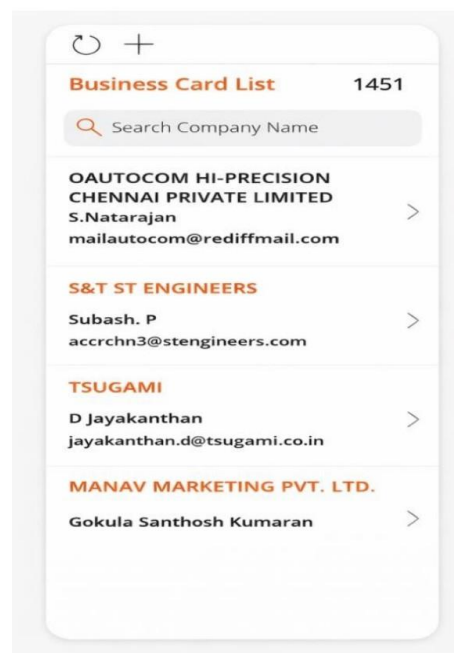 Business Card List 1451
Search Company Name
OAUTOCOM HI-PRECISION
CHENNAI PRIVATE LIMITED
S.Natarajan
mailautocom@rediffmail.com
S&T ST ENGINEERS
Subash. P
accrchn3@stengineers.com
TSUGAMI
D Jayakanthan
jayakanthan.d@tsugami.co.in
MANAV MARKETING PVT. LTD.
Gokula Santhosh Kumaran